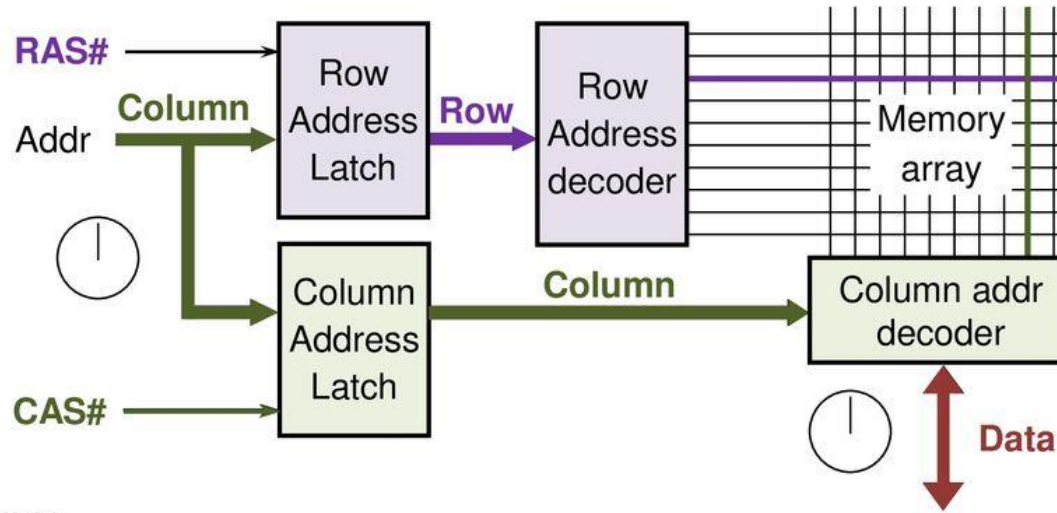 RAS#
Column
Addr
Row
Address
Latch
Row
Row
Address
decoder
Memory
array
Column
Address
Latch
Column
Column addr
decoder
CAS#
Data